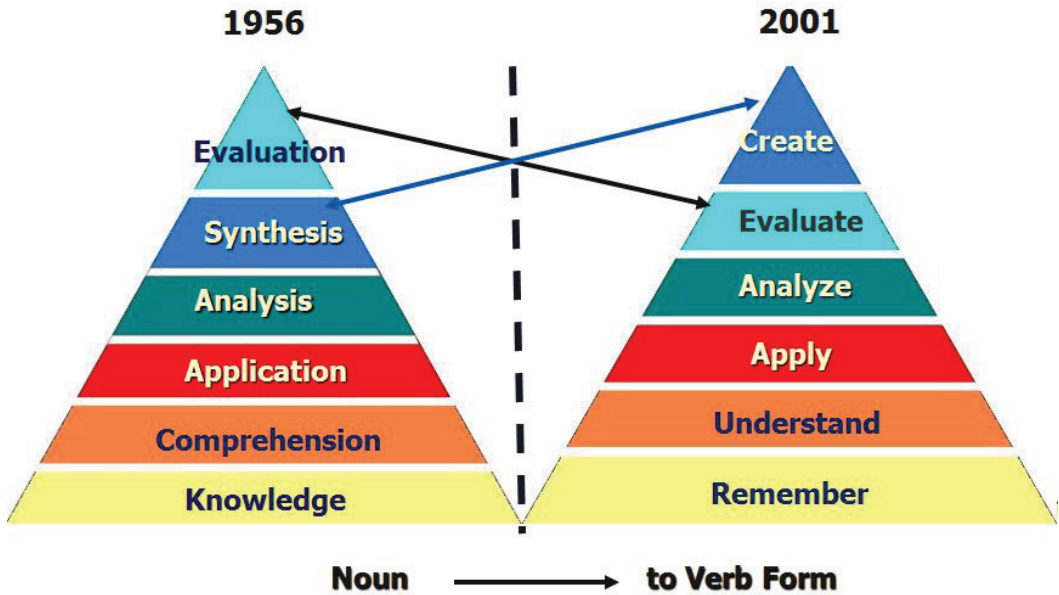 1956
Evaluation
Synthesis
Analysis
Application
Comprehension
Knowledge
2001
Create
Evaluate
Analyze
Apply
Understand
Remember
Noun to Verb Form